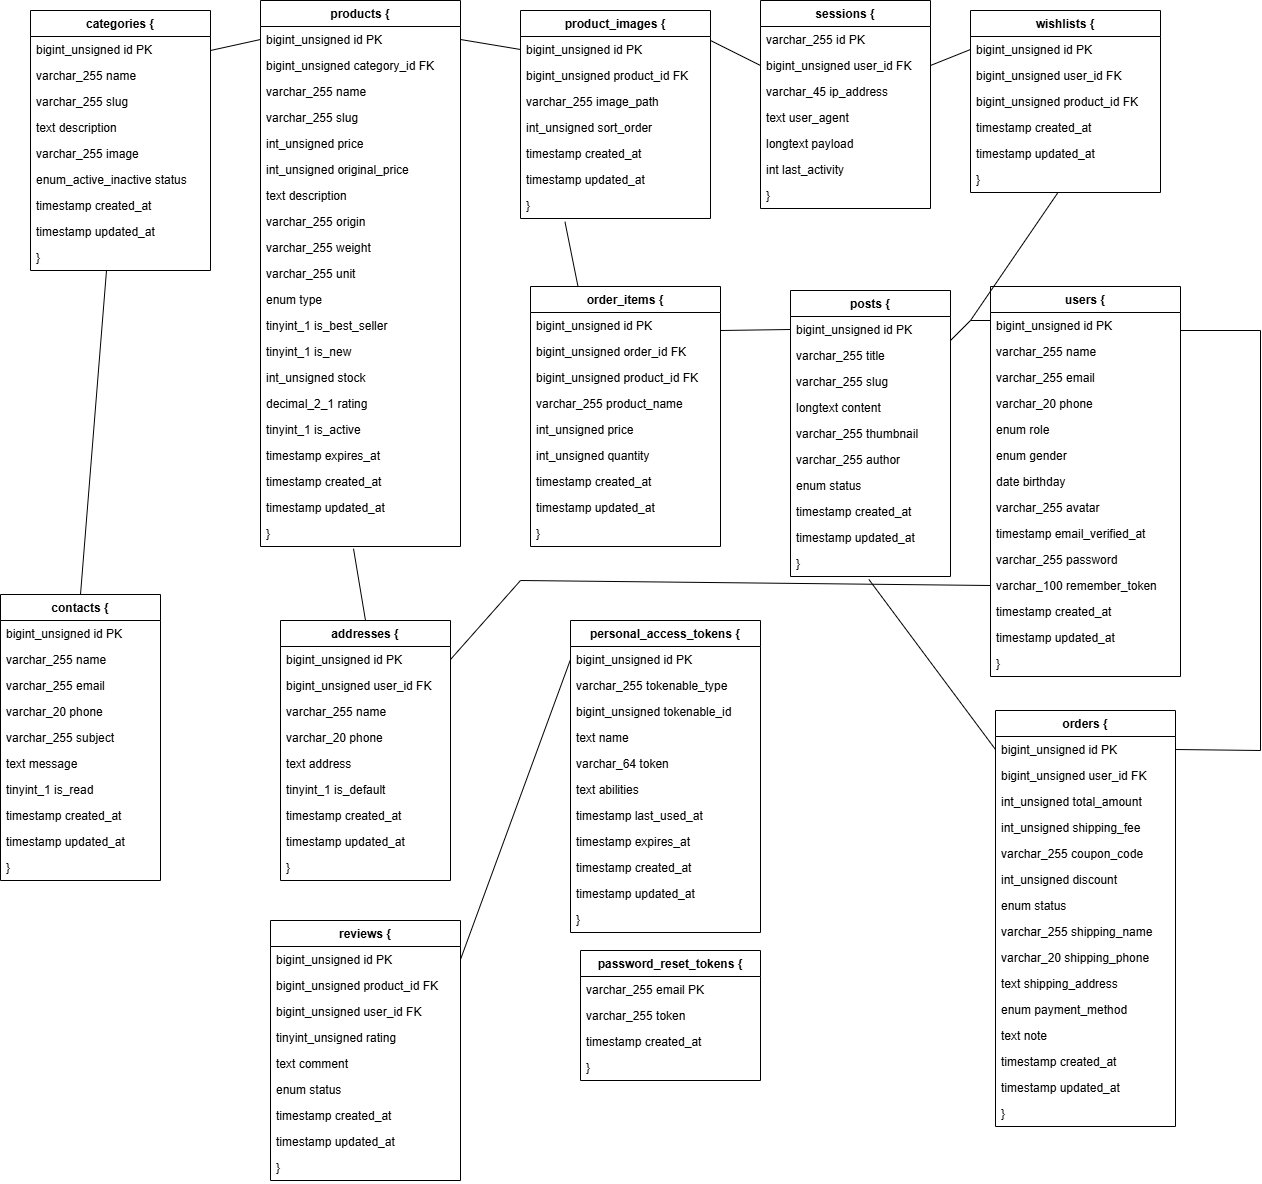 categories {
bigint_unsigned id PK
varchar_255 name
varchar_255 slug
text description
varchar_255 image
enum_active_inactive status
timestamp created_at
timestamp updated_at
}
products {
bigint_unsigned id PK
bigint_unsigned category_id FK
varchar_255 name
varchar_255 slug
int_unsigned price
int_unsigned original_price
text description
varchar_255 origin
varchar_255 weight
varchar_255 unit
enum type
tinyint_1 is_best_seller
tinyint_1 is_new
int_unsigned stock
decimal_2_1 rating
tinyint_1 is_active
timestamp expires_at
timestamp created_at
timestamp updated_at
}
product_images {
bigint_unsigned id PK
bigint_unsigned product_id FK
varchar_255 image_path
int_unsigned sort_order
timestamp created_at
timestamp updated_at
}
sessions {
varchar_255 id PK
bigint_unsigned user_id FK
varchar_45 ip_address
text user_agent
longtext payload
int last_activity
}
wishlists {
bigint_unsigned id PK
bigint_unsigned user_id FK
bigint_unsigned product_id FK
timestamp created_at
timestamp updated_at
}
order_items {
bigint_unsigned id PK
bigint_unsigned order_id FK
bigint_unsigned product_id FK
varchar_255 product_name
int_unsigned price
int_unsigned quantity
timestamp created_at
timestamp updated_at
}
posts {
bigint_unsigned id PK
varchar_255 title
varchar_255 slug
longtext content
varchar_255 thumbnail
varchar_255 author
enum status
timestamp created_at
timestamp updated_at
}
users {
bigint_unsigned id PK
varchar_255 name
varchar_255 email
varchar_20 phone
enum role
enum gender
date birthday
varchar_255 avatar
timestamp email_verified_at
varchar_255 password
varchar_100 remember_token
timestamp created_at
timestamp updated_at
}
contacts {
bigint_unsigned id PK
varchar_255 name
varchar_255 email
varchar_20 phone
varchar_255 subject
text message
tinyint_1 is_read
timestamp created_at
timestamp updated_at
}
addresses {
bigint_unsigned id PK
bigint_unsigned user_id FK
varchar_255 name
varchar_20 phone
text address
tinyint_1 is_default
timestamp created_at
timestamp updated_at
}
personal_access_tokens {
bigint_unsigned id PK
varchar_255 tokenable_type
bigint_unsigned tokenable_id
text name
varchar_64 token
text abilities
timestamp last_used_at
timestamp expires_at
timestamp created_at
timestamp updated_at
}
orders {
bigint_unsigned id PK
bigint_unsigned user_id FK
int_unsigned total_amount
int_unsigned shipping_fee
varchar_255 coupon_code
int_unsigned discount
enum status
varchar_255 shipping_name
varchar_20 shipping_phone
text shipping_address
enum payment_method
text note
timestamp created_at
timestamp updated_at
}
reviews {
bigint_unsigned id PK
bigint_unsigned product_id FK
bigint_unsigned user_id FK
tinyint_unsigned rating
text comment
enum status
timestamp created_at
timestamp updated_at
}
password_reset_tokens {
varchar_255 email PK
varchar_255 token
timestamp created_at
}